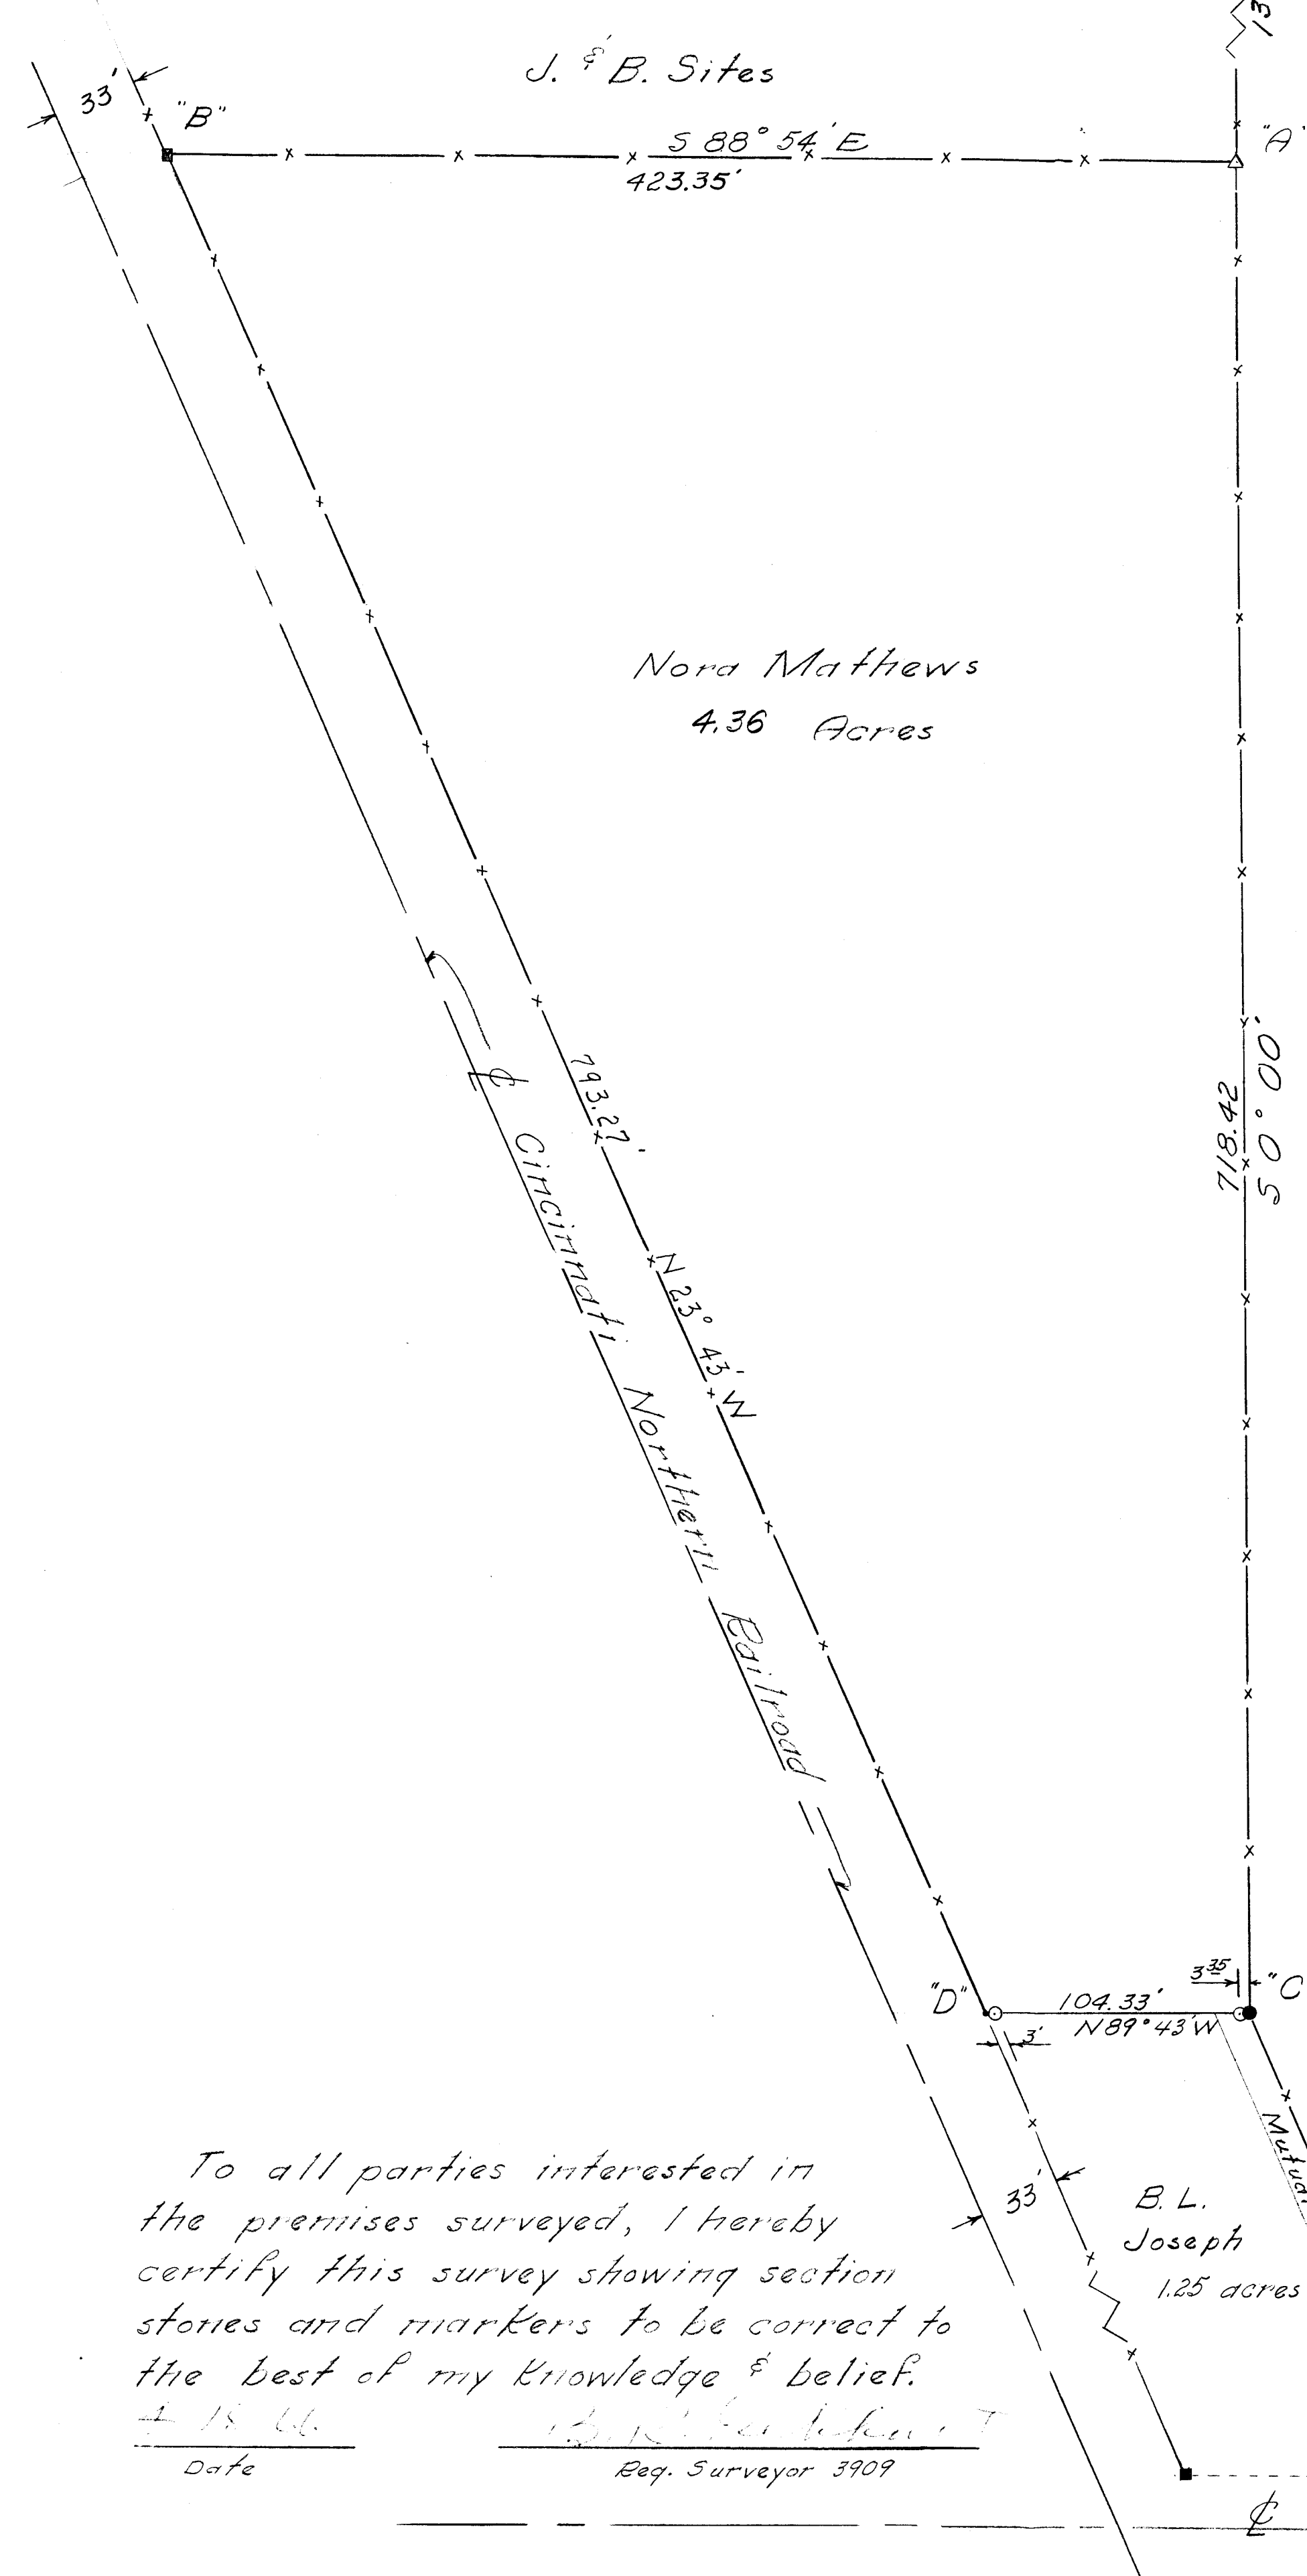 13
J. & B. Sites
33'
"B"
"A"
S 88° 54' E
423.35'
Nora Mathews
4.36 Acres
793.27'
N 23° 43' W
718.42
S 0° 00'
℄ Cincinnati Northern Railroad
3 35
"C
"D"
104.33'
N 89° 43' W
3'
Mutual
33'
B. L.
Joseph
1.25 acres
To all parties interested in
the premises surveyed, I hereby
certify this survey showing section
stones and markers to be correct to
the best of my knowledge & belief.
Date
Reg. Surveyor 3909
℄